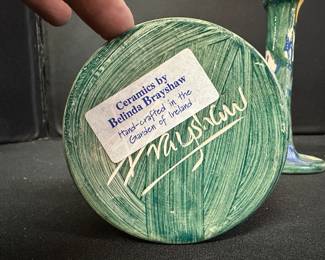 Ceramics by
Belinda Brayshaw
Hand-crafted in the
Garden of Ireland
Brayshaw